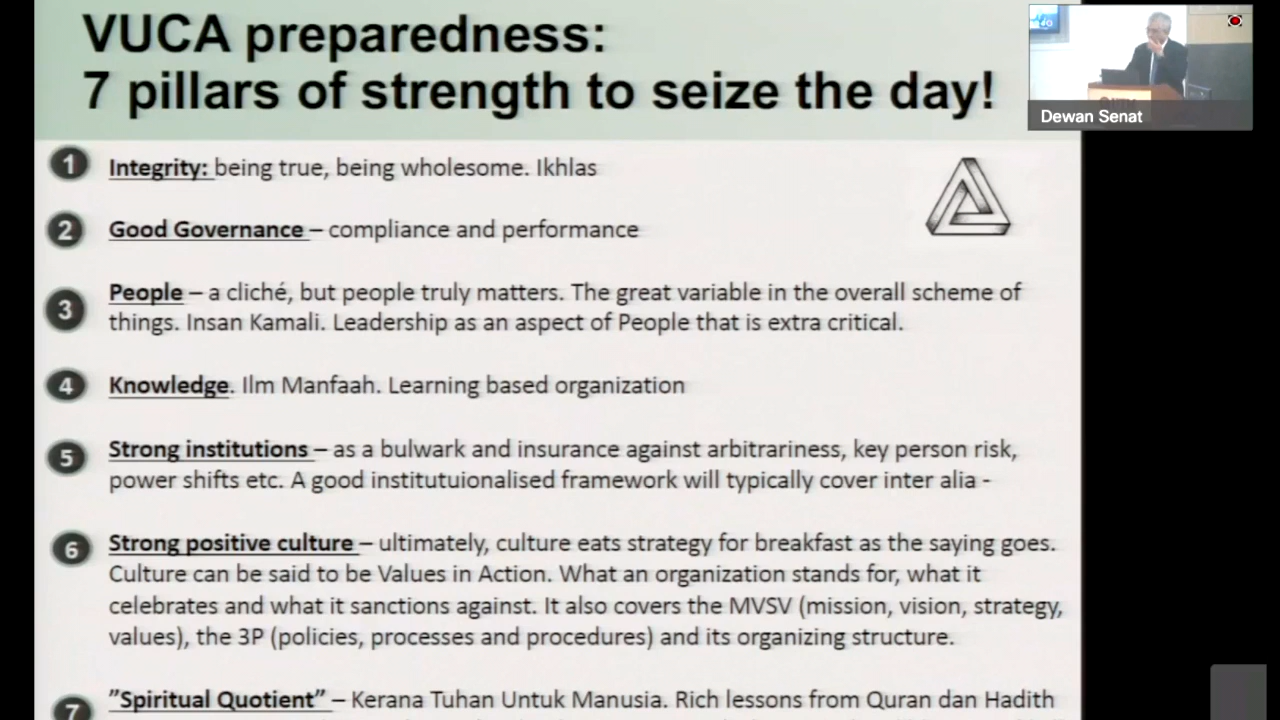 VUCA preparedness:
7 pillars of strength to seize the day!
Dewan Senat
1 Integrity: being true, being wholesome. Ikhlas
2 Good Governance – compliance and performance
3 People – a cliché, but people truly matters. The great variable in the overall scheme of
things. Insan Kamali. Leadership as an aspect of People that is extra critical.
4 Knowledge. Ilm Manfaah. Learning based organization
5 Strong institutions – as a bulwark and insurance against arbitrariness, key person risk,
power shifts etc. A good institutuionalised framework will typically cover inter alia -
6 Strong positive culture – ultimately, culture eats strategy for breakfast as the saying goes.
Culture can be said to be Values in Action. What an organization stands for, what it
celebrates and what it sanctions against. It also covers the MVSV (mission, vision, strategy,
values), the 3P (policies, processes and procedures) and its organizing structure.
7 ”Spiritual Quotient” – Kerana Tuhan Untuk Manusia. Rich lessons from Quran dan Hadith